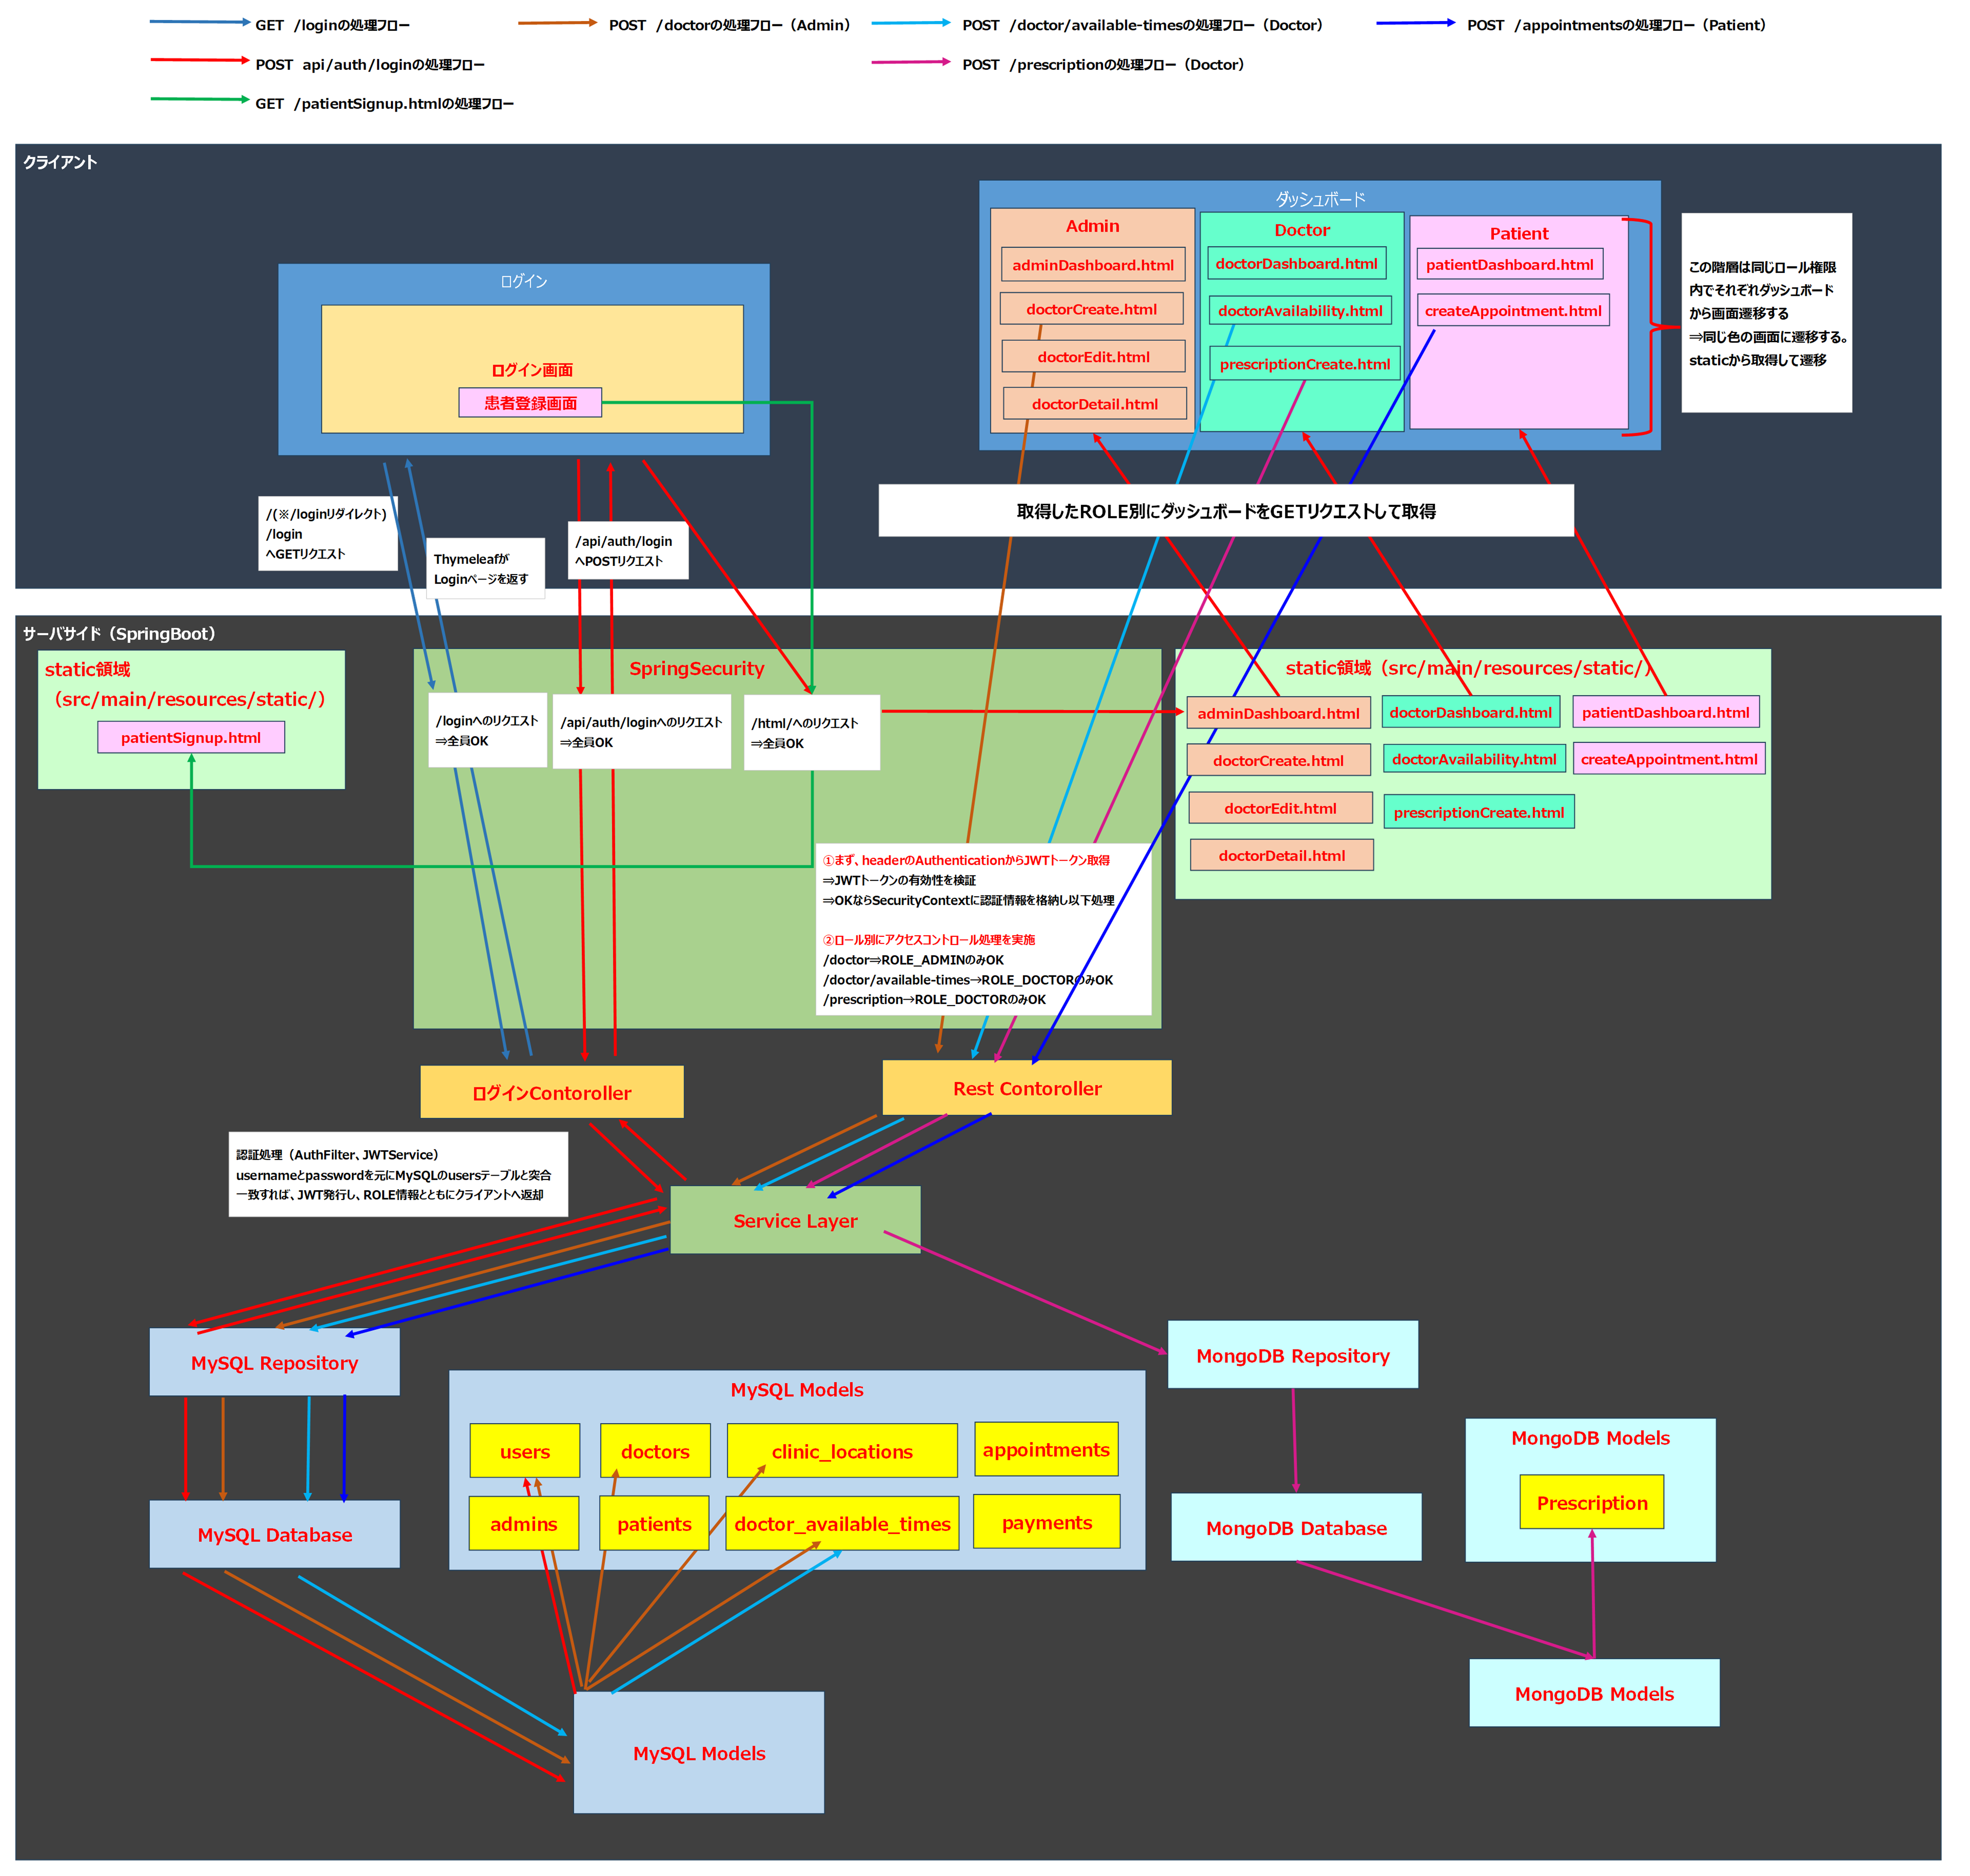 GET /loginの処理フロー
POST /doctorの処理フロー（Admin）
POST /doctor/available-timesの処理フロー（Doctor）
POST /appointmentsの処理フロー（Patient）
POST api/auth/loginの処理フロー
POST /prescriptionの処理フロー（Doctor）
GET /patientSignup.htmlの処理フロー
クライアント
ログイン
ログイン画面
患者登録画面
ダッシュボード
Admin
adminDashboard.html
doctorCreate.html
doctorEdit.html
doctorDetail.html
Doctor
doctorDashboard.html
doctorAvailability.html
prescriptionCreate.html
Patient
patientDashboard.html
createAppointment.html
この階層は同じロール権限
内でそれぞれダッシュボード
から画面遷移する
⇒同じ色の画面に遷移する。
staticから取得して遷移
/(※/loginリダイレクト)
/login
へGETリクエスト
Thymeleafが
Loginページを返す
/api/auth/login
へPOSTリクエスト
取得したROLE別にダッシュボードをGETリクエストして取得
サーバサイド（SpringBoot）
static領域
（src/main/resources/static/）
patientSignup.html
SpringSecurity
/loginへのリクエスト
⇒全員OK
/api/auth/loginへのリクエスト
⇒全員OK
/html/へのリクエスト
⇒全員OK
①まず、headerのAuthenticationからJWTトークン取得
⇒JWTトークンの有効性を検証
⇒OKならSecurityContextに認証情報を格納し以下処理
②ロール別にアクセスコントロール処理を実施
/doctor⇒ROLE_ADMINのみOK
/doctor/available-times→ROLE_DOCTORのみOK
/prescription→ROLE_DOCTORのみOK
static領域（src/main/resources/static/）
adminDashboard.html
doctorDashboard.html
patientDashboard.html
doctorCreate.html
doctorAvailability.html
createAppointment.html
doctorEdit.html
prescriptionCreate.html
doctorDetail.html
ログインContoroller
Rest Contoroller
認証処理（AuthFilter、JWTService）
usernameとpasswordを元にMySQLのusersテーブルと突合
一致すれば、JWT発行し、ROLE情報とともにクライアントへ返却
Service Layer
MySQL Repository
MySQL Database
MySQL Models
users
doctors
clinic_locations
appointments
admins
patients
doctor_available_times
payments
MySQL Models
MongoDB Repository
MongoDB Database
MongoDB Models
Prescription
MongoDB Models